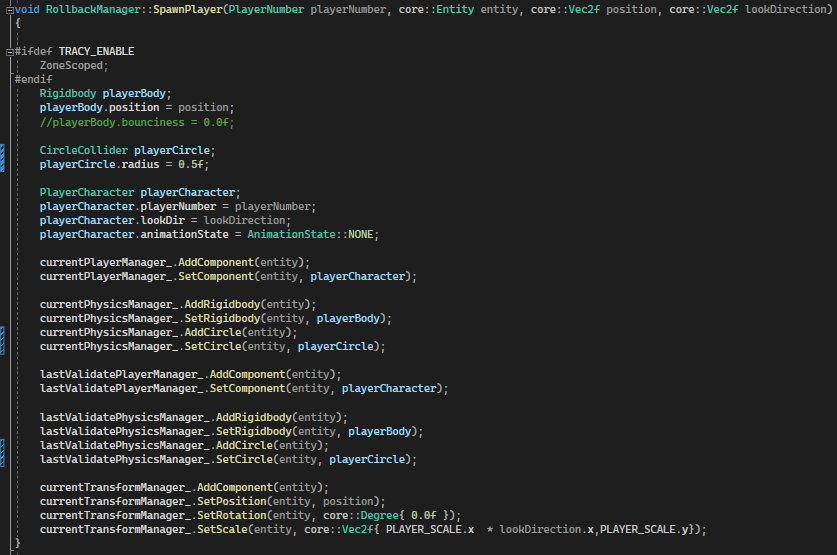 void RollbackManager::SpawnPlayer(PlayerNumber playerNumber, core::Entity entity, core::Vec2f position, core::Vec2f lookDirection)
{
#ifdef TRACY_ENABLE
    ZoneScoped;
#endif
    Rigidbody playerBody;
    playerBody.position = position;
    //playerBody.bounciness = 0.0f;
    CircleCollider playerCircle;
    playerCircle.radius = 0.5f;
    PlayerCharacter playerCharacter;
    playerCharacter.playerNumber = playerNumber;
    playerCharacter.lookDir = lookDirection;
    playerCharacter.animationState = AnimationState::NONE;
    currentPlayerManager_.AddComponent(entity);
    currentPlayerManager_.SetComponent(entity, playerCharacter);
    currentPhysicsManager_.AddRigidbody(entity);
    currentPhysicsManager_.SetRigidbody(entity, playerBody);
    currentPhysicsManager_.AddCircle(entity);
    currentPhysicsManager_.SetCircle(entity, playerCircle);
    lastValidatePlayerManager_.AddComponent(entity);
    lastValidatePlayerManager_.SetComponent(entity, playerCharacter);
    lastValidatePhysicsManager_.AddRigidbody(entity);
    lastValidatePhysicsManager_.SetRigidbody(entity, playerBody);
    lastValidatePhysicsManager_.AddCircle(entity);
    lastValidatePhysicsManager_.SetCircle(entity, playerCircle);
    currentTransformManager_.AddComponent(entity);
    currentTransformManager_.SetPosition(entity, position);
    currentTransformManager_.SetRotation(entity, core::Degree{ 0.0f });
    currentTransformManager_.SetScale(entity, core::Vec2f{ PLAYER_SCALE.x  * lookDirection.x,PLAYER_SCALE.y});
}